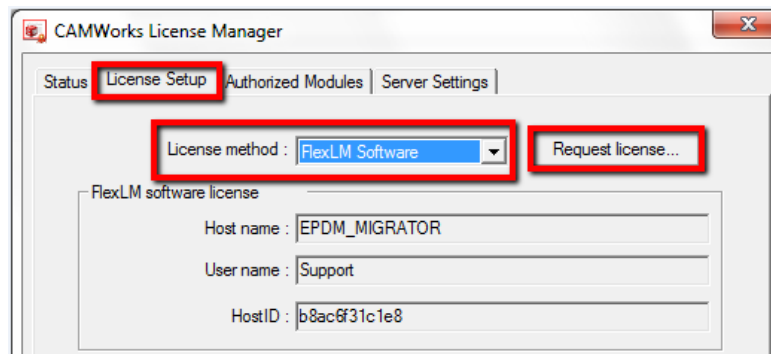 CAMWorks License Manager
Status License Setup Authorized Modules Server Settings
License method : FlexLM Software Request license...
FlexLM software license
Host name : EPDM_MIGRATOR
User name : Support
HostID : b8ac6f31c1e8